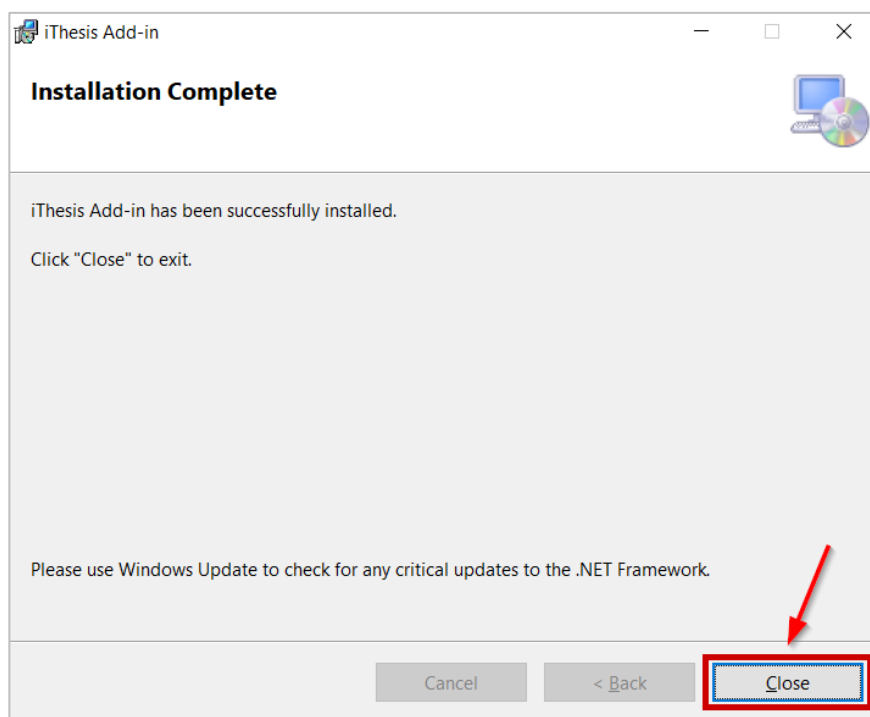 iThesis Add-in
Installation Complete
iThesis Add-in has been successfully installed.
Click "Close" to exit.
Please use Windows Update to check for any critical updates to the .NET Framework.
Cancel
< Back
Close